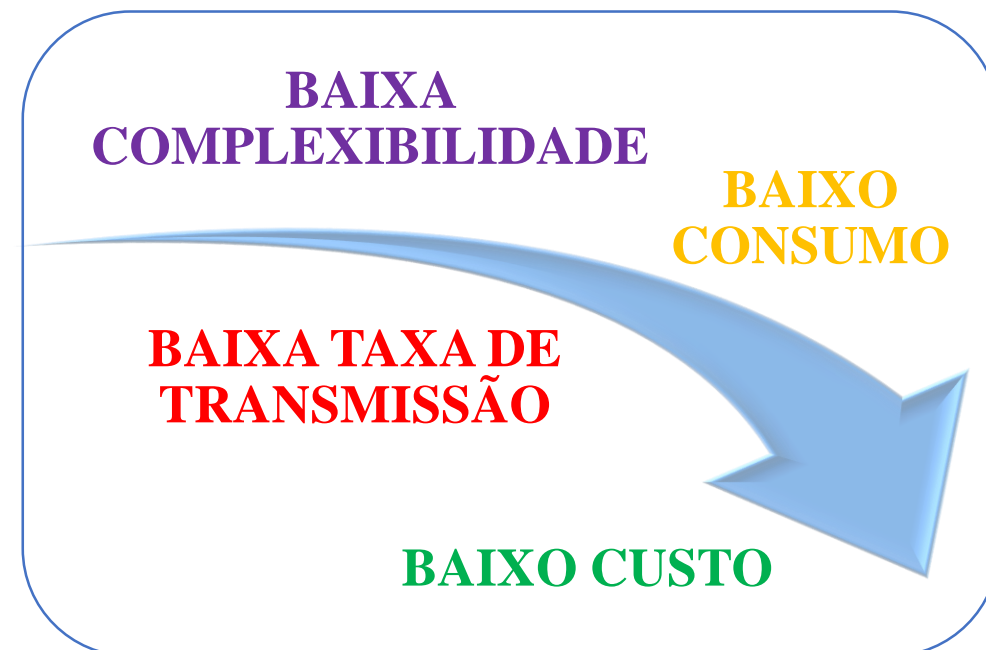 BAIXA
COMPLEXIBILIDADE
BAIXO
CONSUMO
BAIXA TAXA DE
TRANSMISSÃO
BAIXO CUSTO